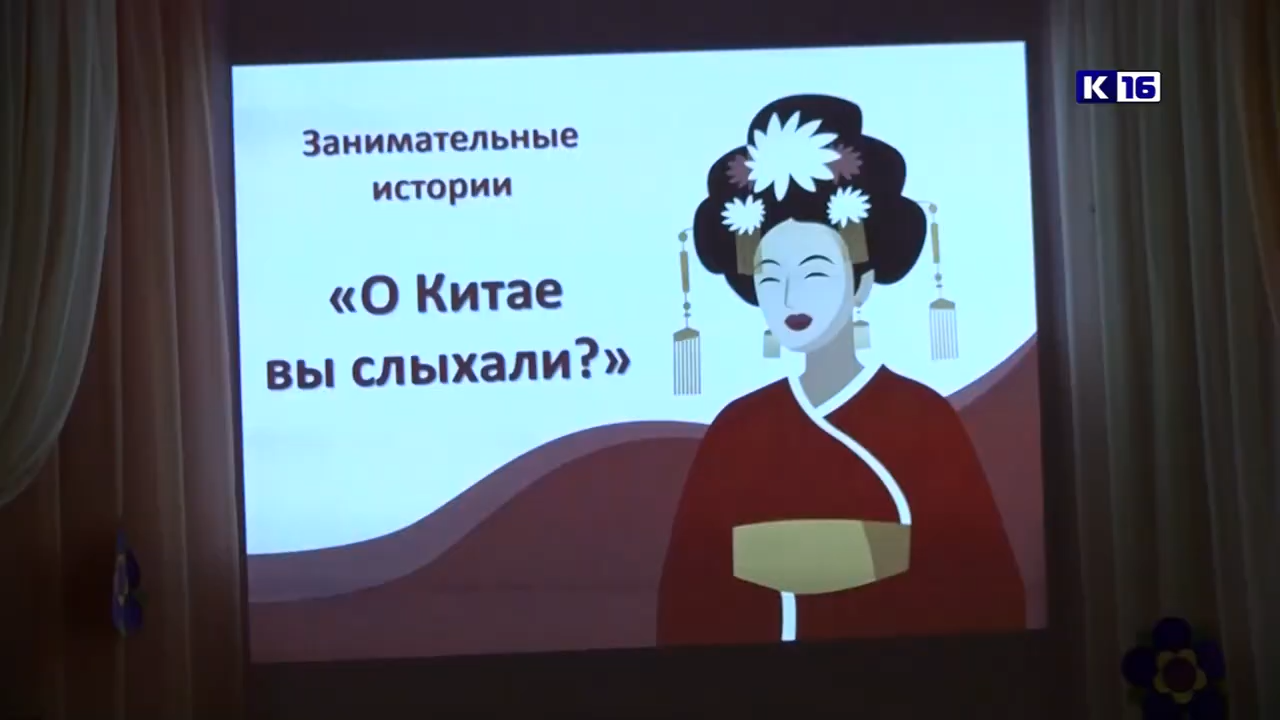 К 16
Занимательные
истории
«О Китае
вы слыхали?»